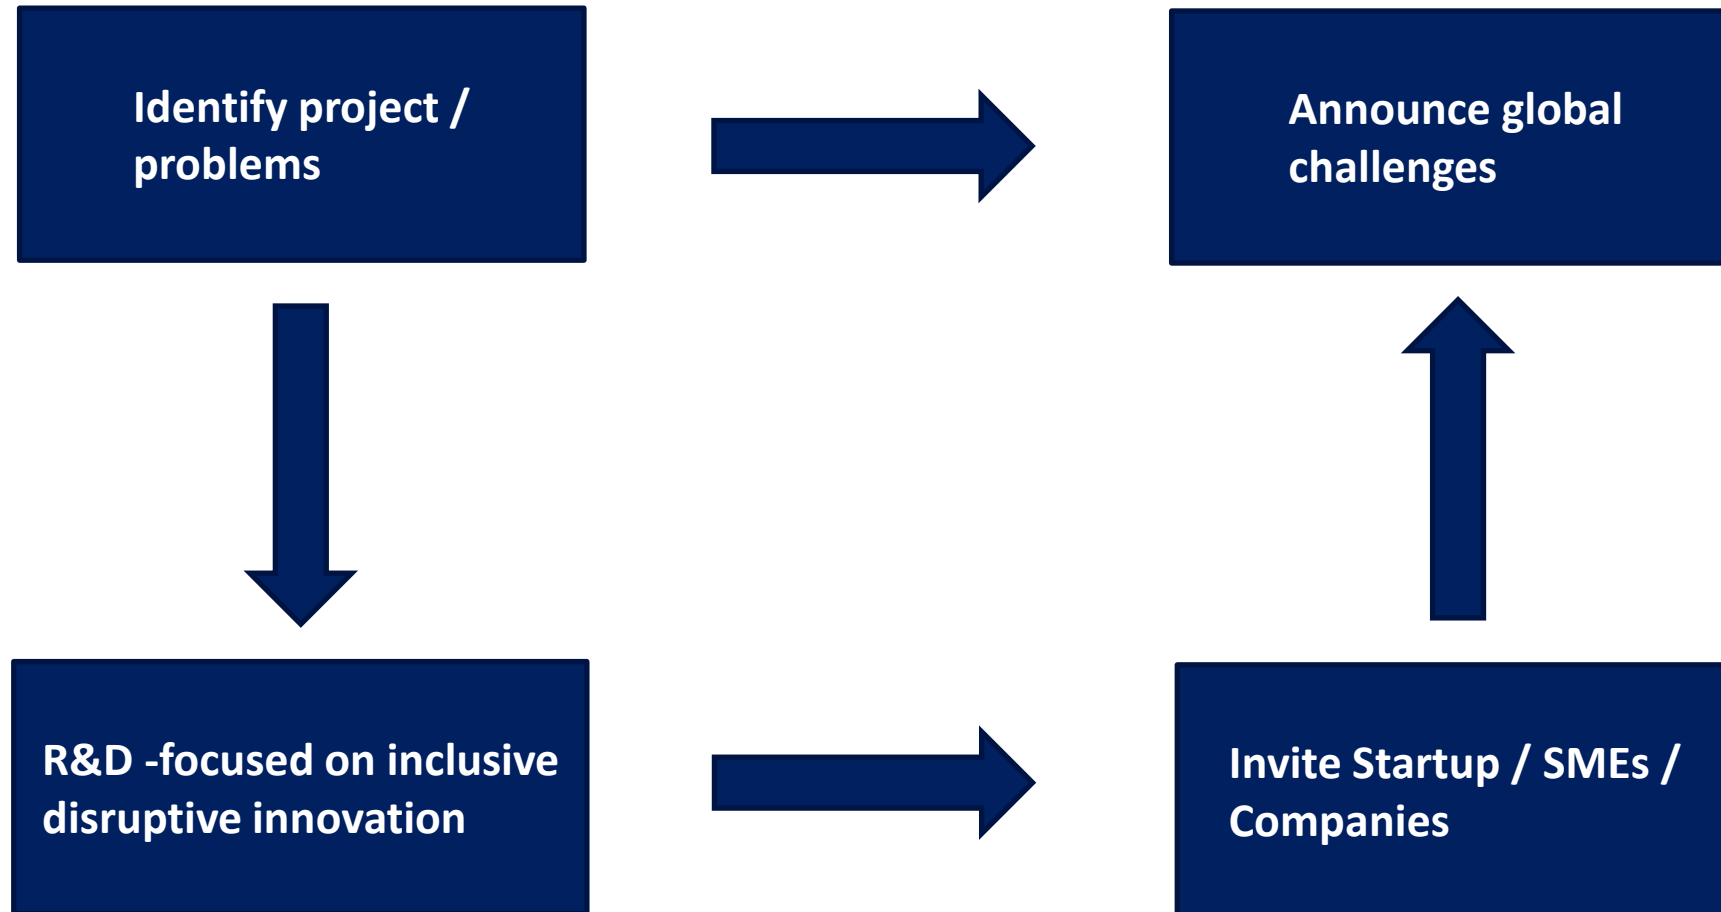 Identify project /
problems
Announce global
challenges
R&D -focused on inclusive
disruptive innovation
Invite Startup / SMEs /
Companies